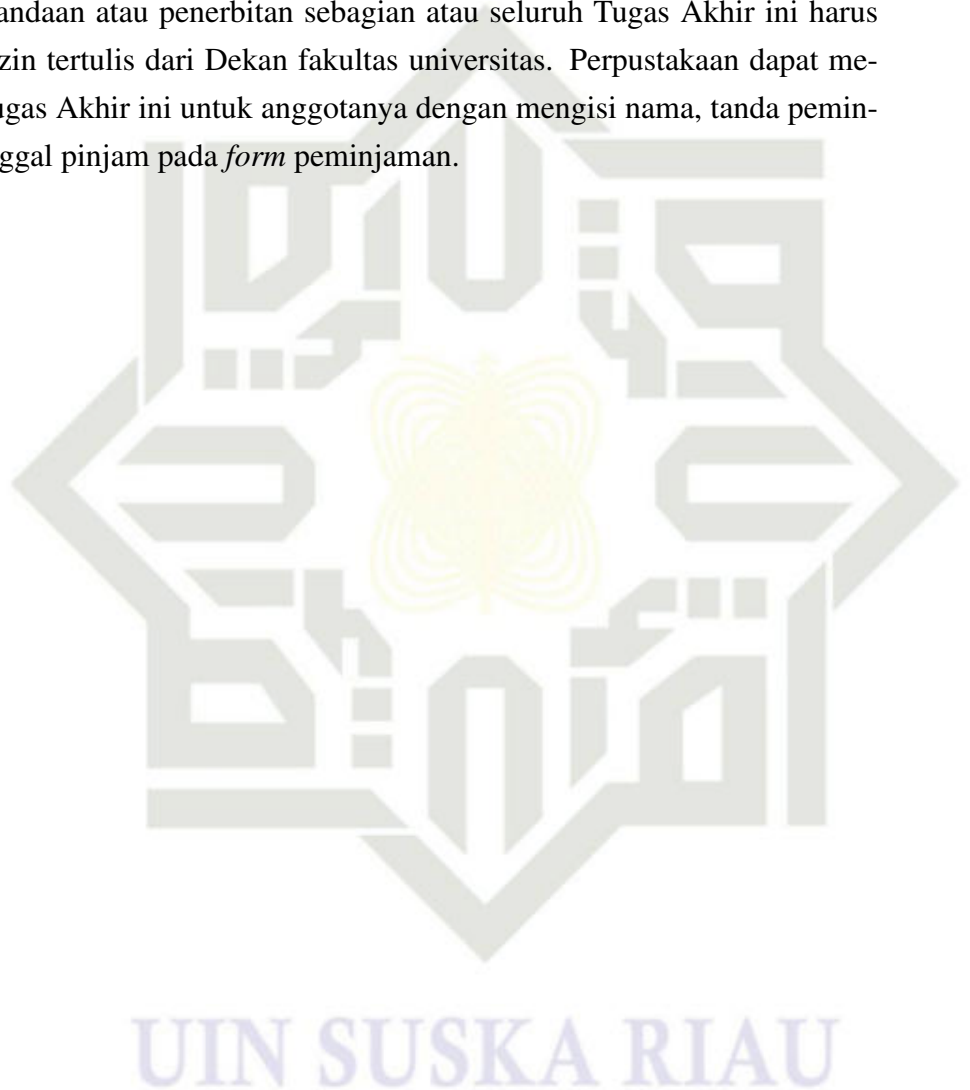 andaan atau penerbitan sebagian atau seluruh Tugas Akhir ini harus
zin tertulis dari Dekan fakultas universitas. Perpustakaan dapat me-
ugas Akhir ini untuk anggotanya dengan mengisi nama, tanda pemin-
ggal pinjam pada form peminjaman.
UIN SUSKA RIAU